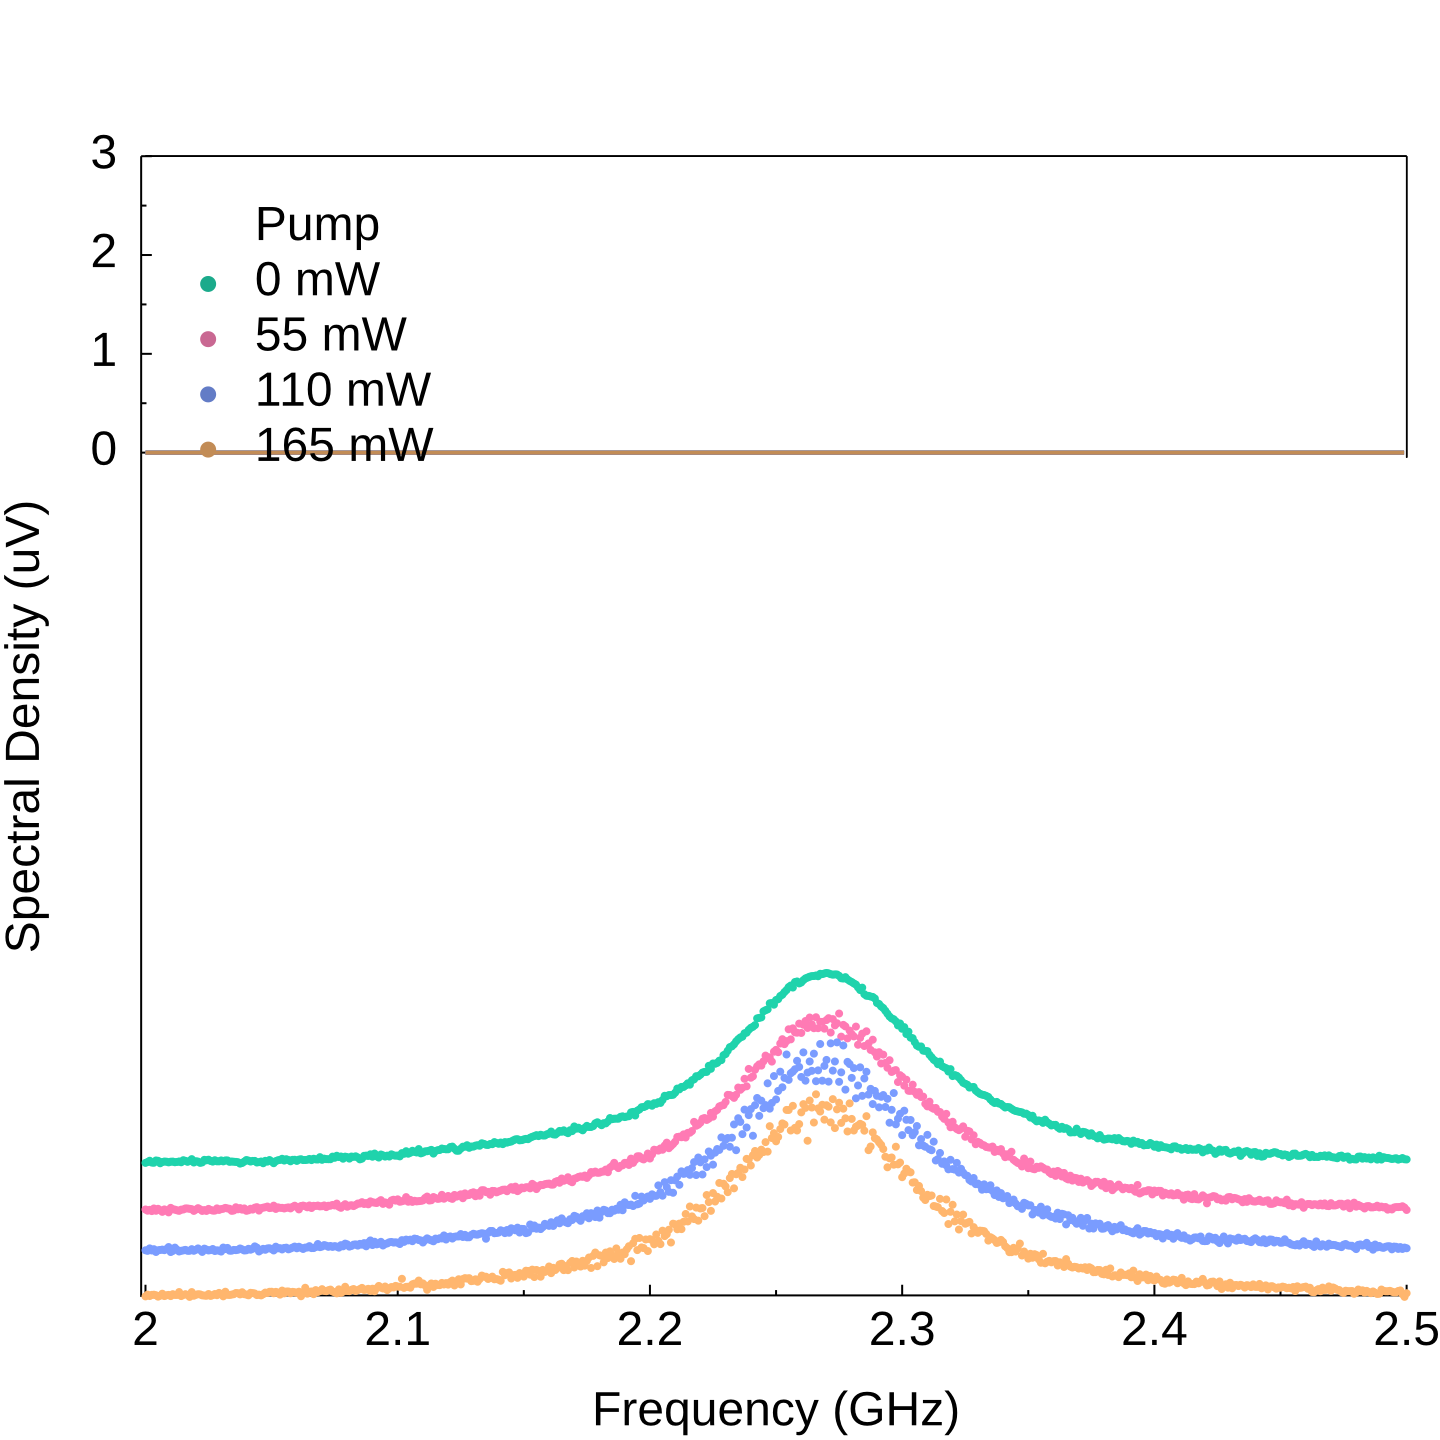 3
2
1
0
Pump
0 mW
55 mW
110 mW
165 mW
Spectral Density (uV)
2 2.1 2.2 2.3 2.4 2.5
Frequency (GHz)